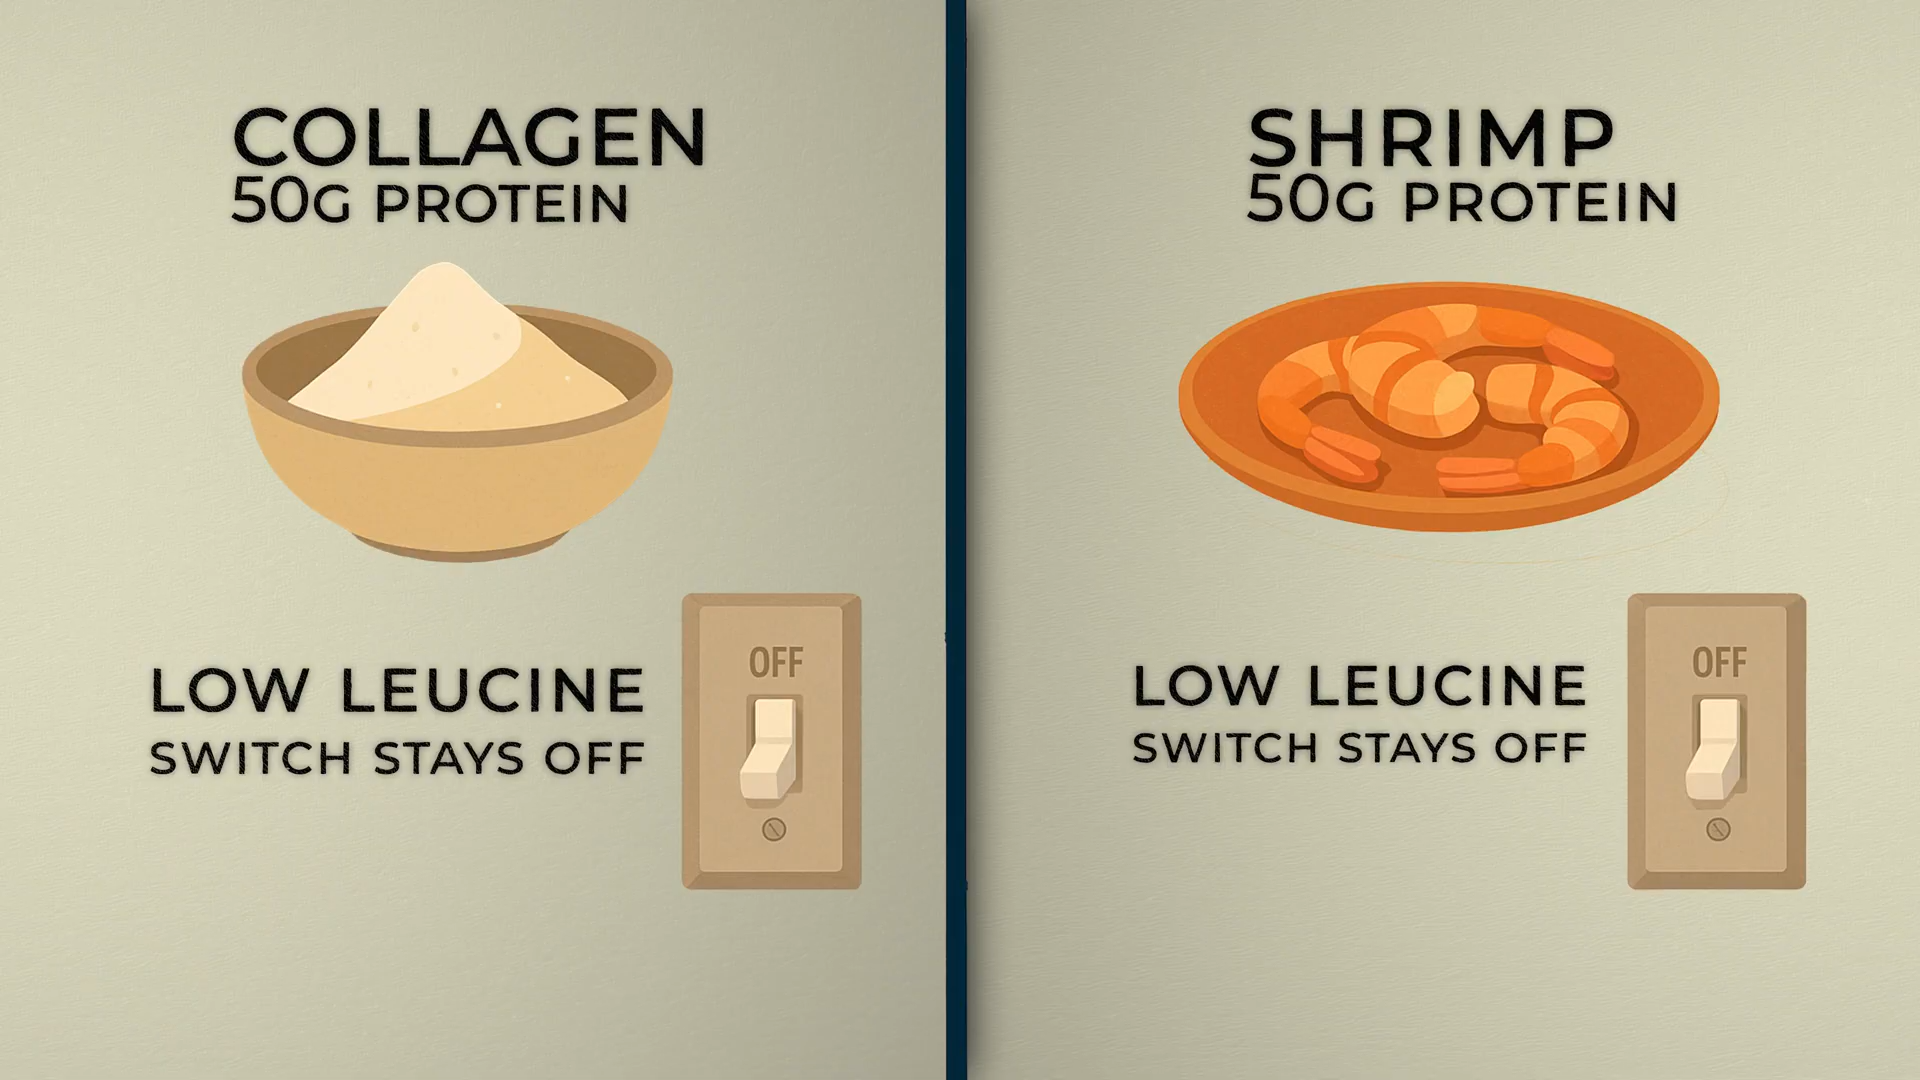 COLLAGEN
50G PROTEIN
LOW LEUCINE
SWITCH STAYS OFF
OFF
SHRIMP
50G PROTEIN
LOW LEUCINE
SWITCH STAYS OFF
OFF